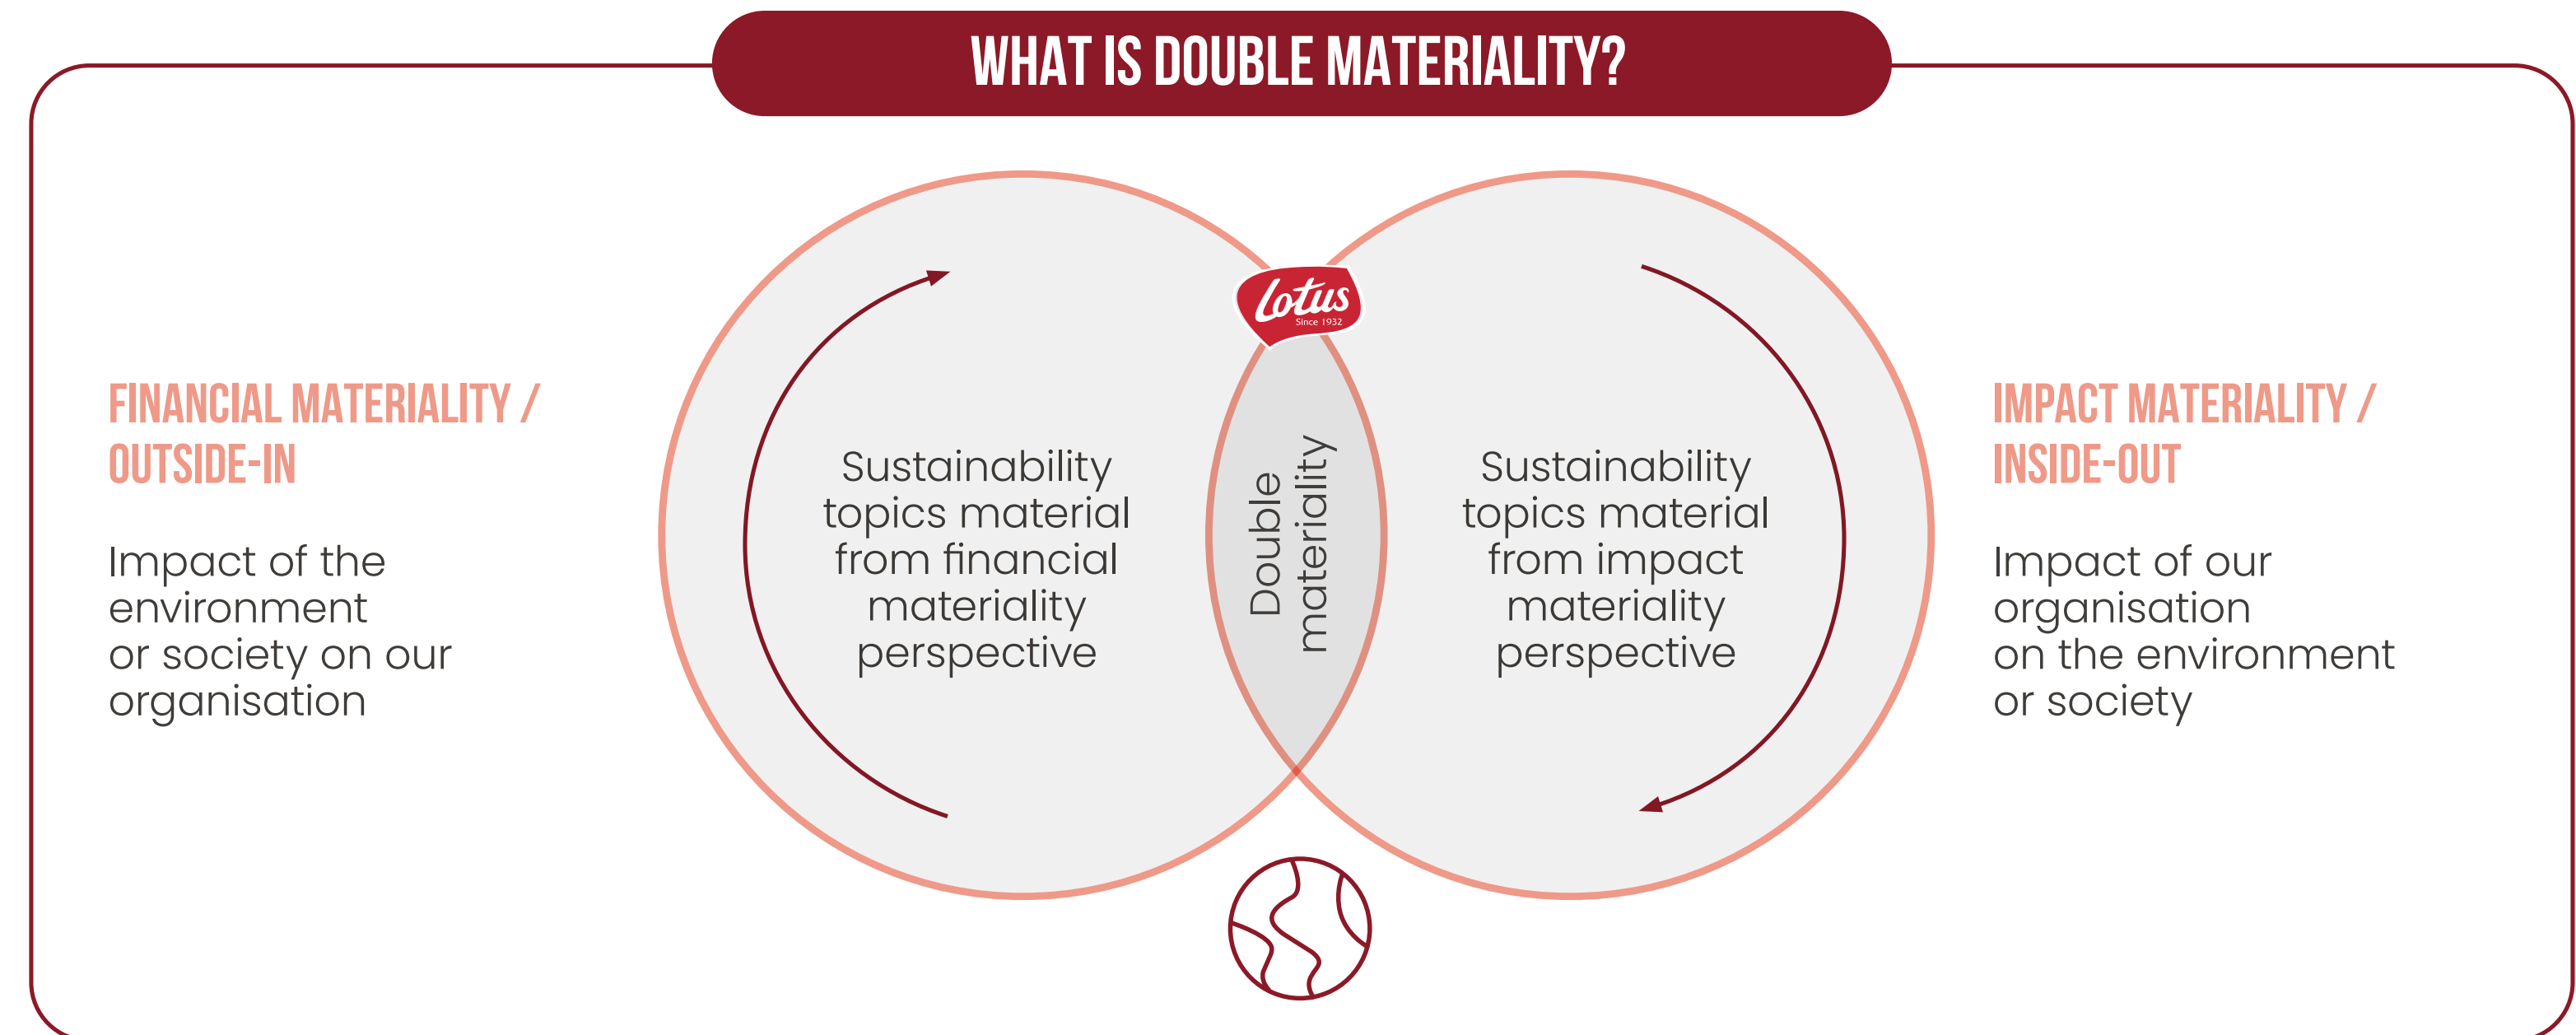 WHAT IS DOUBLE MATERIALITY?
FINANCIAL MATERIALITY /
OUTSIDE-IN
Impact of the
environment
or society on our
organisation
Sustainability
topics material
from financial
materiality
perspective
Lotus
Since 1932
Double
materiality
Sustainability
topics material
from impact
materiality
perspective
IMPACT MATERIALITY /
INSIDE-OUT
Impact of our
organisation
on the environment
or society